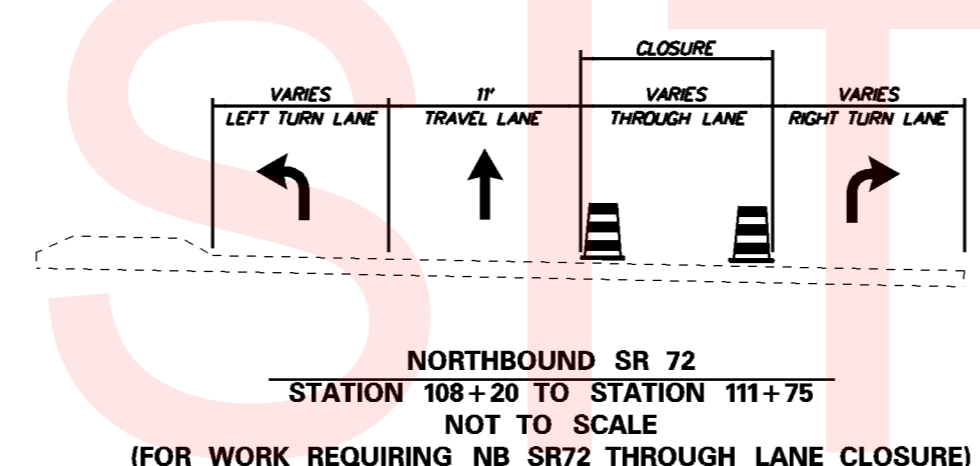 CLOSURE
VARIES 11' VARIES VARIES
LEFT TURN LANE TRAVEL LANE THROUGH LANE RIGHT TURN LANE
NORTHBOUND SR 72
STATION 108+20 TO STATION 111+75
NOT TO SCALE
(FOR WORK REQUIRING NB SR72 THROUGH LANE CLOSURE)
SIT